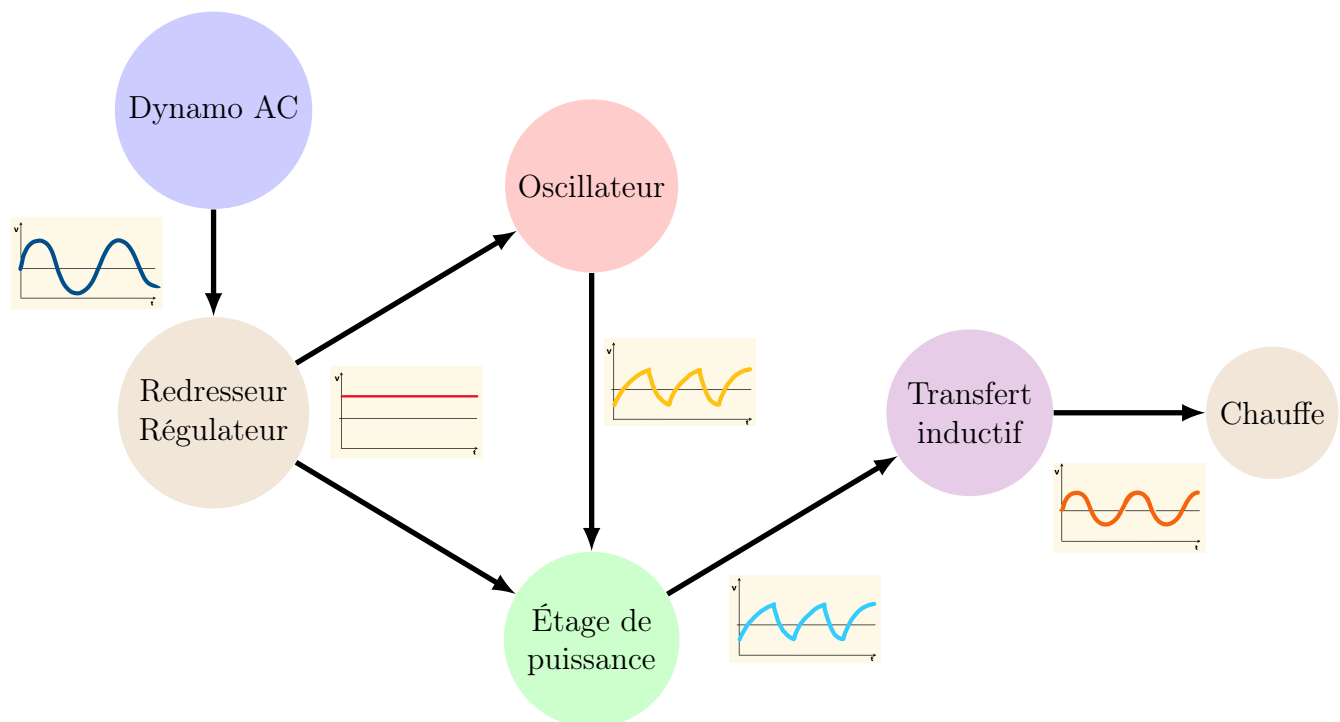 Dynamo AC
Oscillateur
v
t
Redresseur
Régulateur
v
t
v
t
Transfert
inductif
Chauffe
v
t
Étage de
puissance
v
t